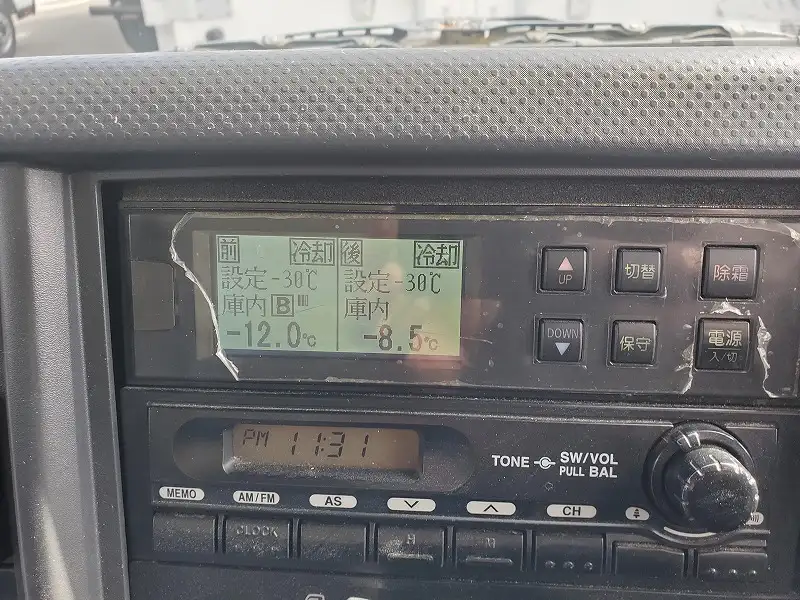 前 冷却
設定-30℃
庫内 B
-12.0℃
後 冷却
設定-30℃
庫内
-8.5℃
UP
切替
除霜
DOWN
保守
電源
入/切
PM 11:31
TONE
SW/VOL
PULL BAL
MEMO
AM/FM
AS
CH
CLOCK